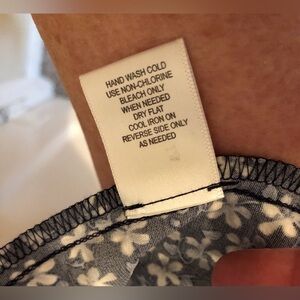 HAND WASH COLD
USE NON-CHLORINE
BLEACH ONLY
WHEN NEEDED
DRY FLAT
COOL IRON ON
REVERSE SIDE ONLY
AS NEEDED